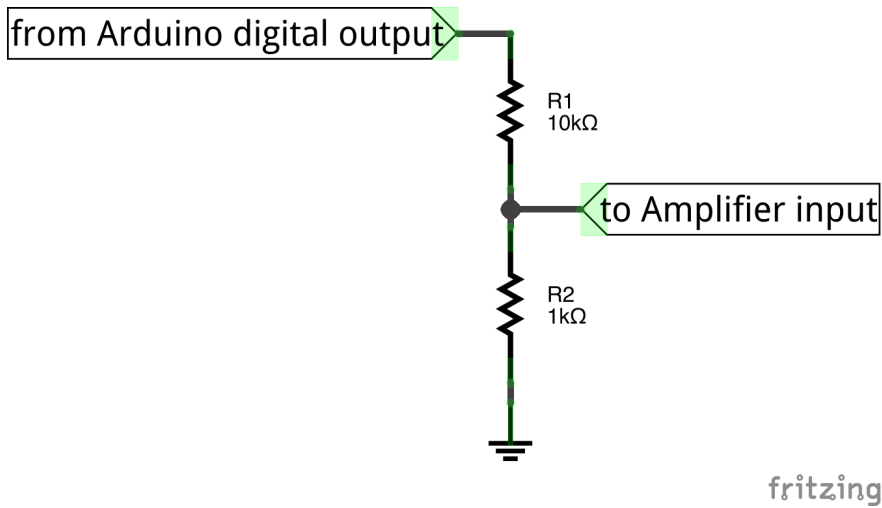 from Arduino digital output
R1
10kΩ
to Amplifier input
R2
1kΩ
fritzing